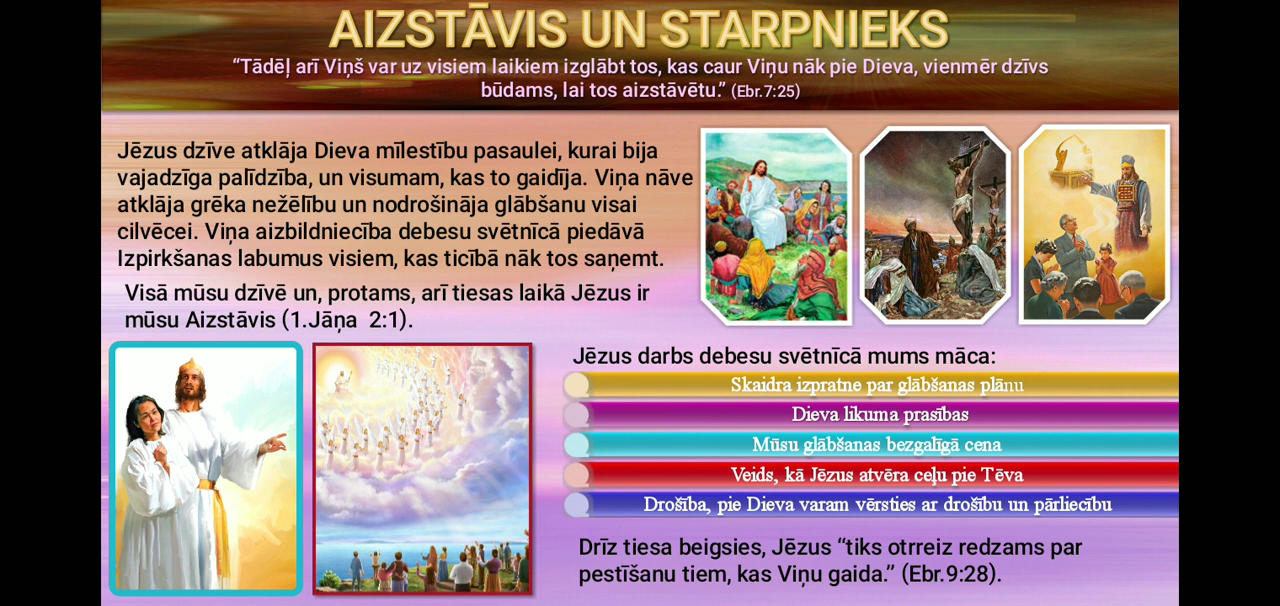 AIZSTĀVIS UN STARPNIEKS
“Tādēļ arī Viņš var uz visiem laikiem izglābt tos, kas caur Viņu nāk pie Dieva, vienmēr dzīvs
būdams, lai tos aizstāvētu.” (Ebr.7:25)
Jēzus dzīve atklāja Dieva mīlestību pasaulei, kurai bija
vajadzīga palīdzība, un visumam, kas to gaidīja. Viņa nāve
atklāja grēka nežēlību un nodrošināja glābšanu visai
cilvēcei. Viņa aizbildniecība debesu svētnīcā piedāvā
Izpirkšanas labumus visiem, kas ticībā nāk tos saņemt.
Visā mūsu dzīvē un, protams, arī tiesas laikā Jēzus ir
mūsu Aizstāvis (1.Jāņa 2:1).
Jēzus darbs debesu svētnīcā mums māca:
Skaidra izpratne par glābšanas plānu
Dieva likuma prasības
Mūsu glābšanas bezgalīgā cena
Veids, kā Jēzus atvēra ceļu pie Tēva
Drošība, pie Dieva varam vērsties ar drošību un pārliecību
Drīz tiesa beigsies, Jēzus “tiks otrreiz redzams par
pestīšanu tiem, kas Viņu gaida.” (Ebr.9:28).